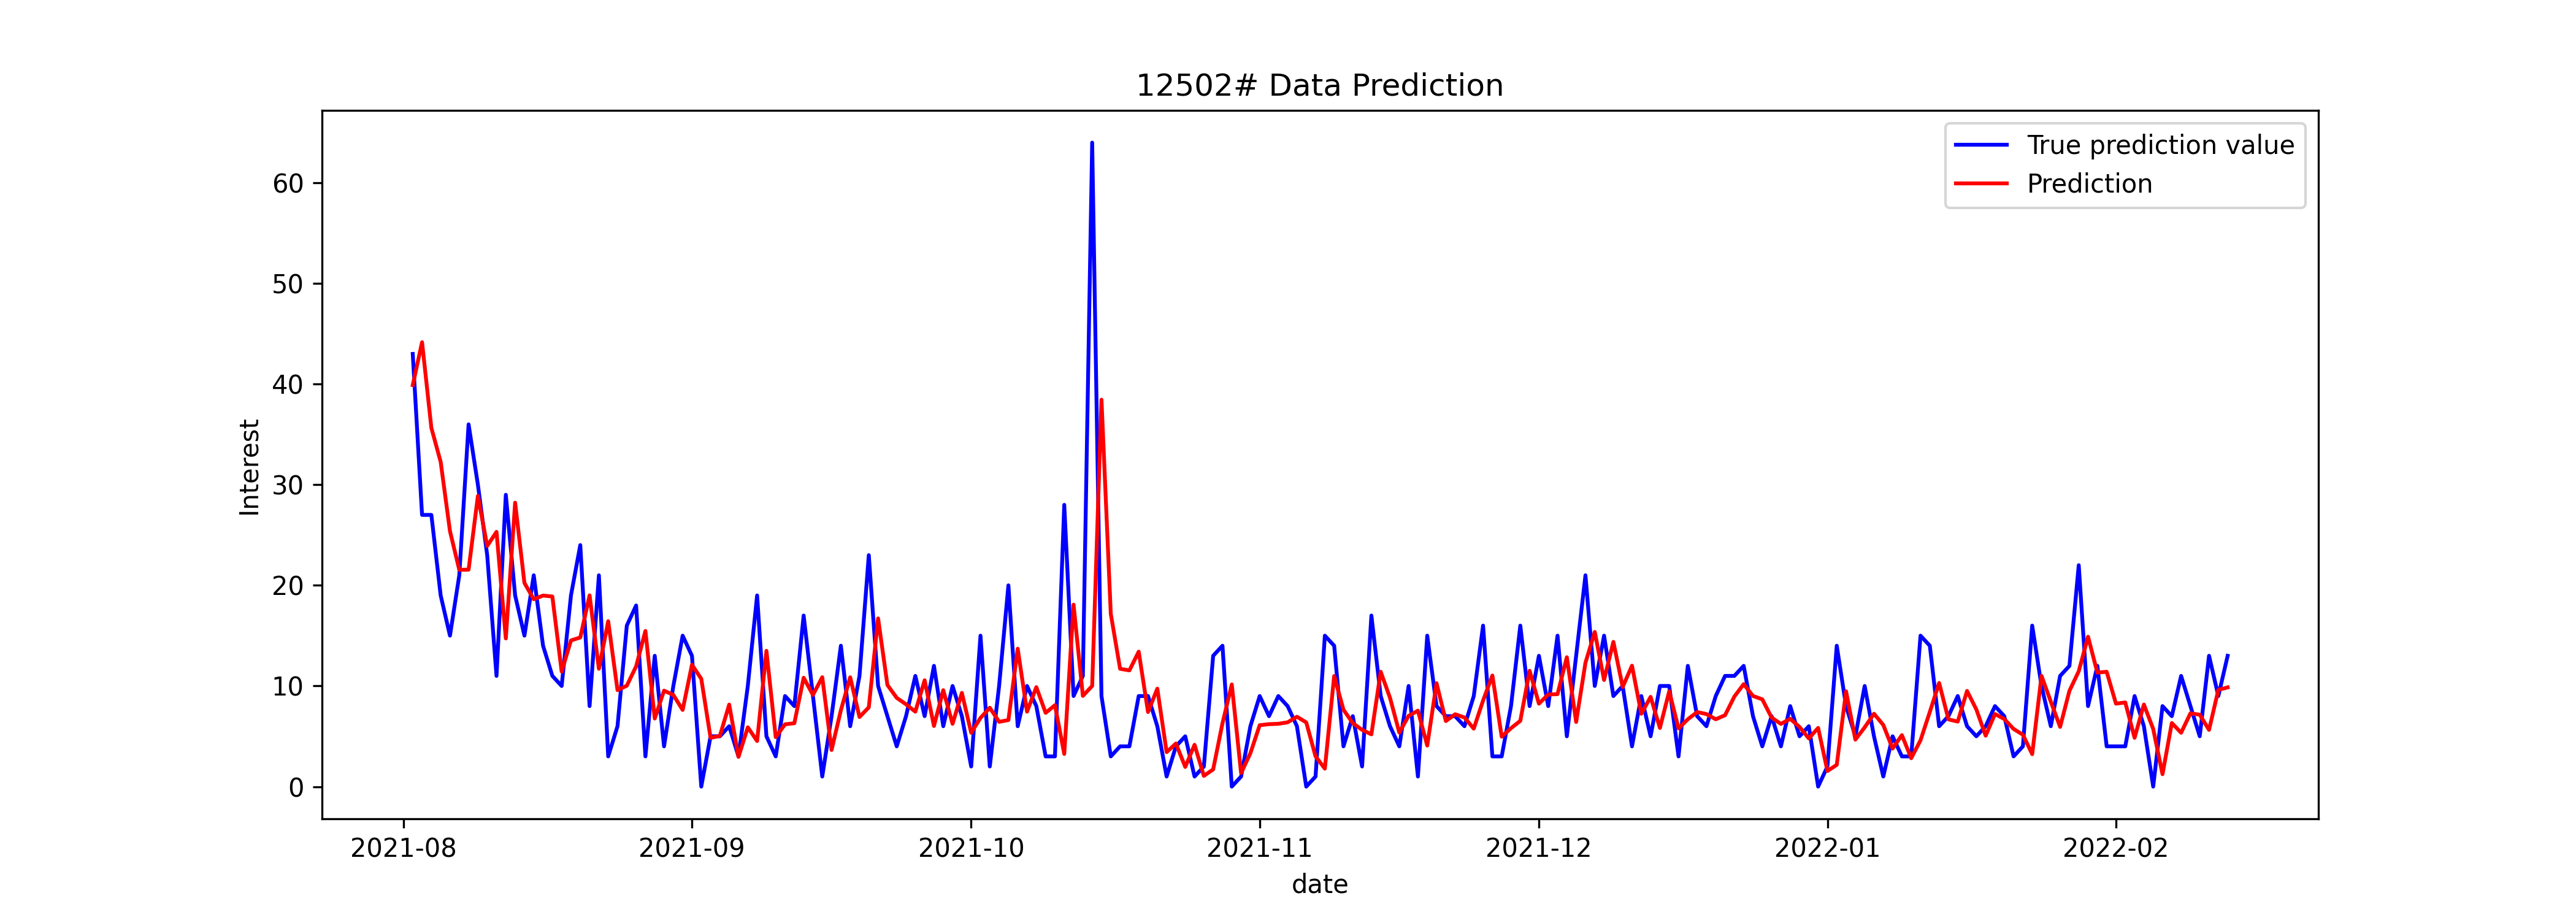 12502# Data Prediction
True prediction value
Prediction
Interest
60
50
40
30
20
10
0
2021-08 2021-09 2021-10 2021-11 2021-12 2022-01 2022-02
date